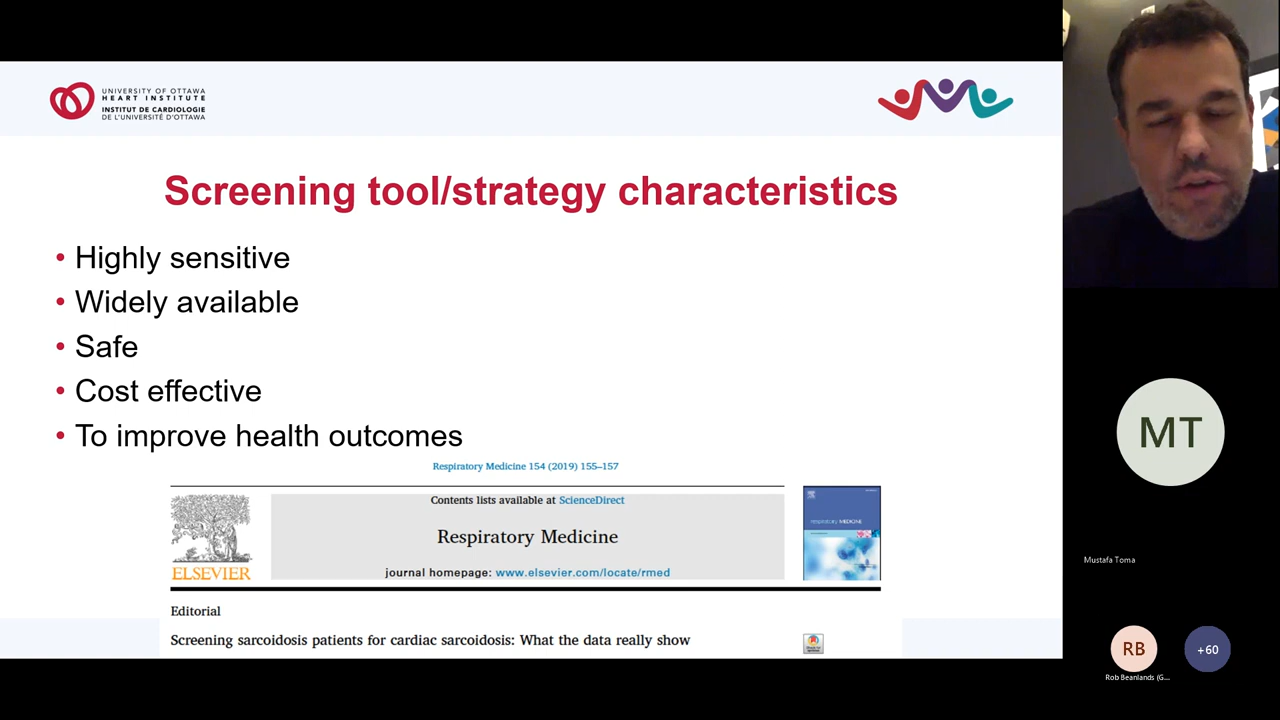 UNIVERSITY OF OTTAWA
HEART INSTITUTE
INSTITUT DE CARDIOLOGIE
DE L'UNIVERSITÉ D'OTTAWA
Screening tool/strategy characteristics
• Highly sensitive
• Widely available
• Safe
• Cost effective
• To improve health outcomes
Respiratory Medicine 154 (2019) 155–157
Contents lists available at ScienceDirect
Respiratory Medicine
journal homepage: www.elsevier.com/locate/rmed
ELSEVIER
respiratory MEDICINE
Editorial
Screening sarcoidosis patients for cardiac sarcoidosis: What the data really show
MT
Mustafa Toma
RB
+60
Rob Beanlands (G...